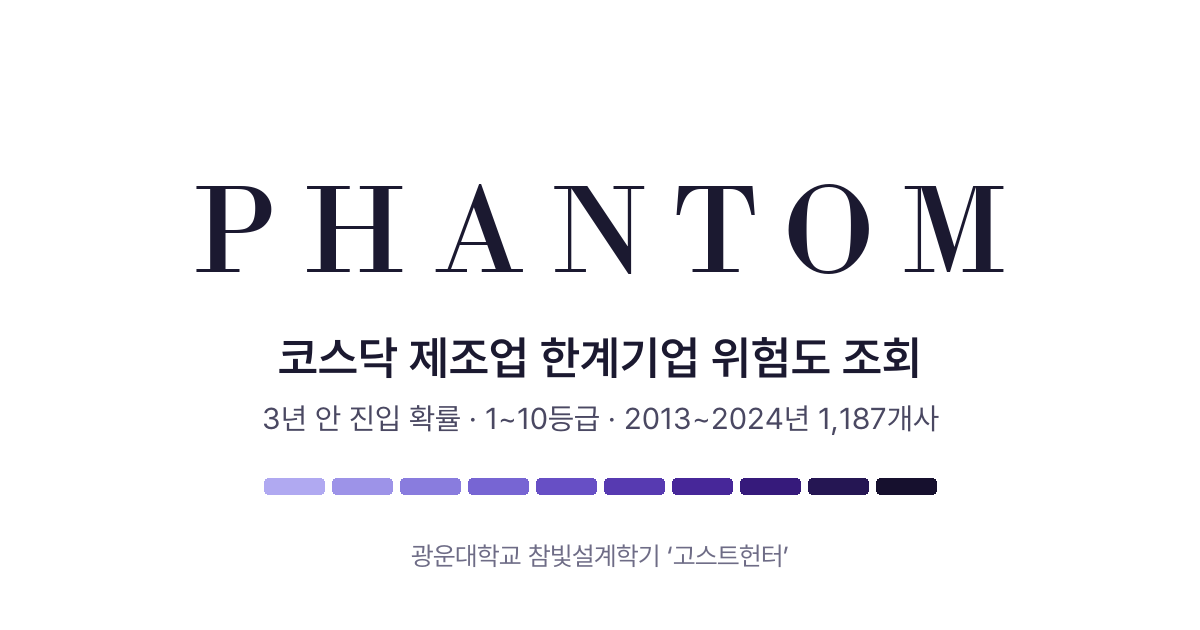 PHANTOM
코스닥 제조업 한계기업 위험도 조회
3년 안 진입 확률 · 1~10등급 · 2013~2024년 1,187개사
광운대학교 참빛설계학기 ‘고스트헌터’